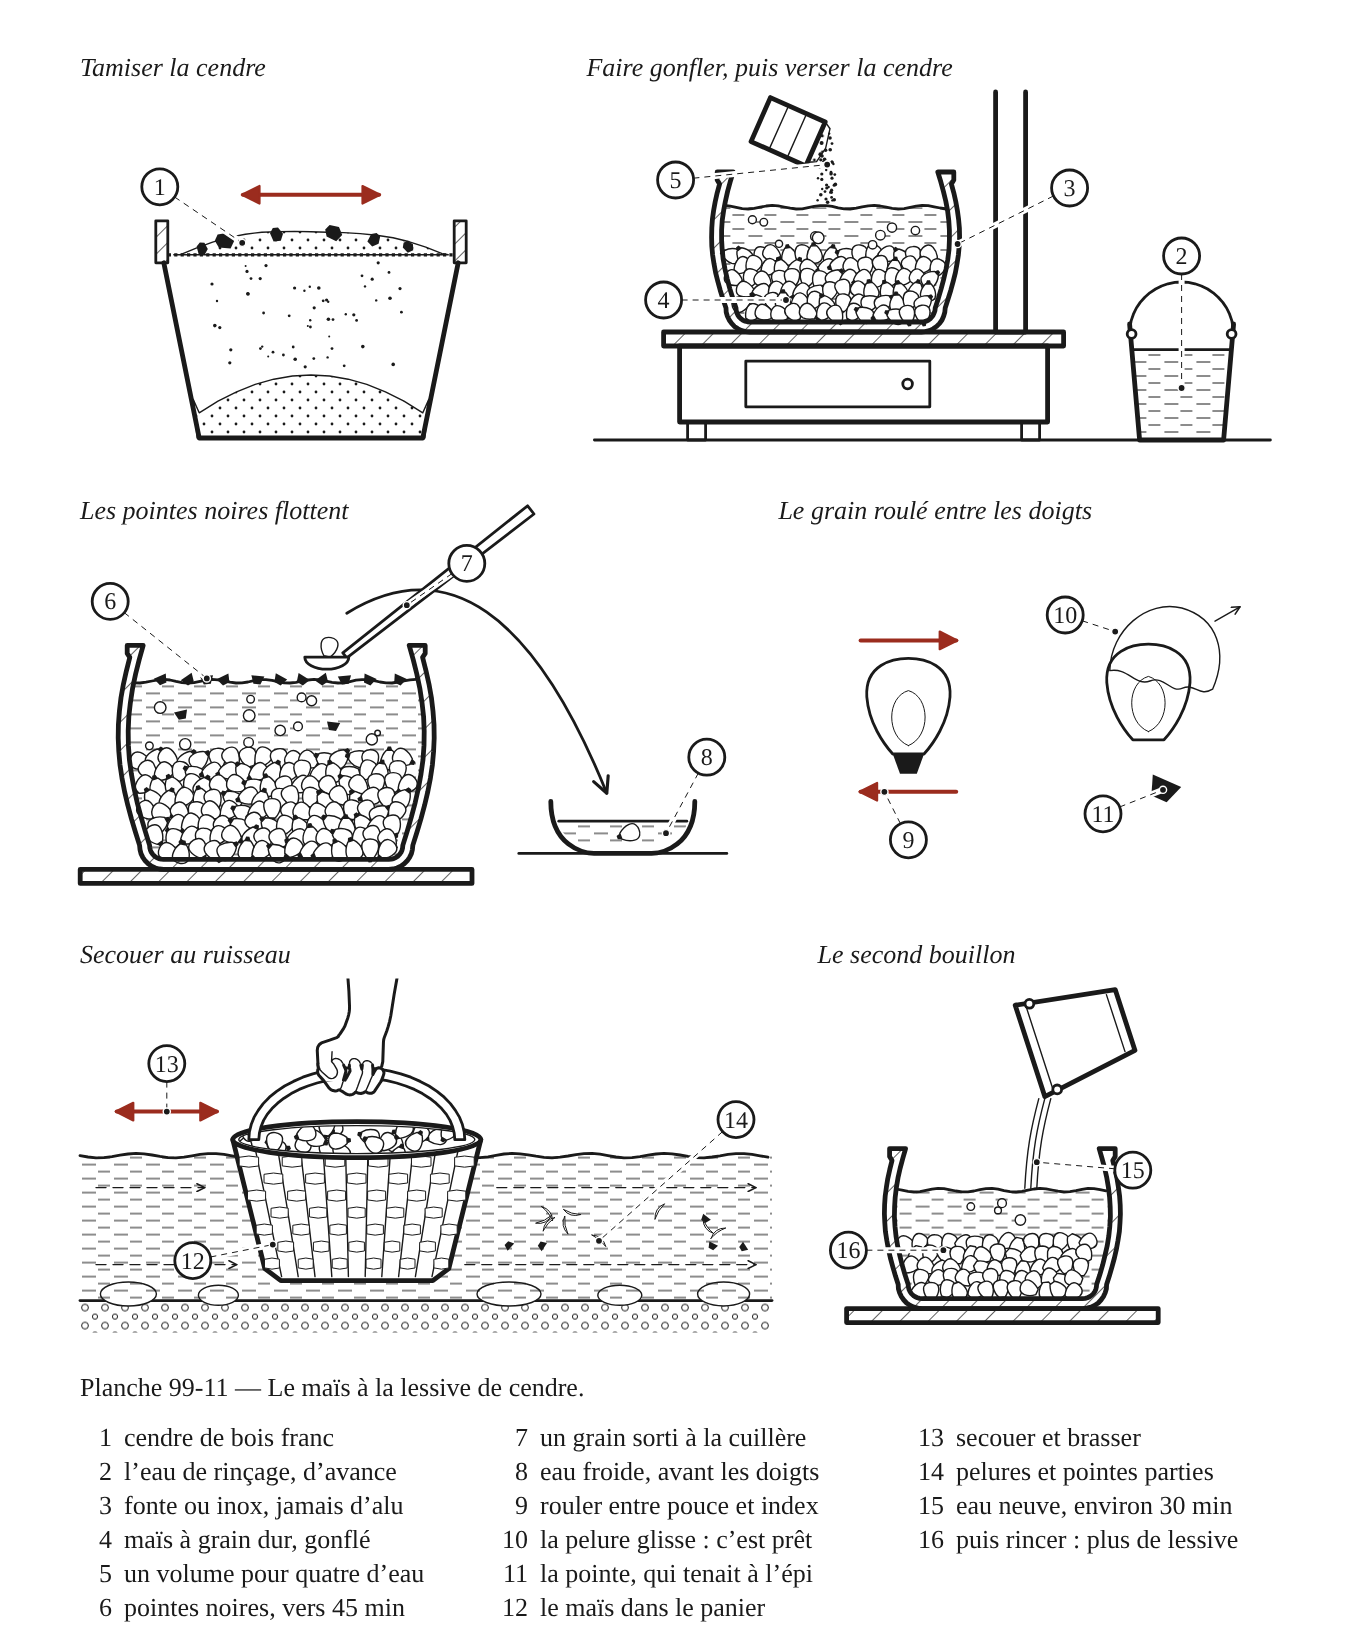 Tamiser la cendre
Faire gonfler, puis verser la cendre
1
5
3
2
4
Les pointes noires flottent
Le grain roulé entre les doigts
7
6
10
8
11
9
Secouer au ruisseau
Le second bouillon
13
14
15
16
12
Planche 99-11 — Le maïs à la lessive de cendre.
1 cendre de bois franc
2 l’eau de rinçage, d’avance
3 fonte ou inox, jamais d’alu
4 maïs à grain dur, gonflé
5 un volume pour quatre d’eau
6 pointes noires, vers 45 min
7 un grain sorti à la cuillère
8 eau froide, avant les doigts
9 rouler entre pouce et index
10 la pelure glisse : c’est prêt
11 la pointe, qui tenait à l’épi
12 le maïs dans le panier
13 secouer et brasser
14 pelures et pointes parties
15 eau neuve, environ 30 min
16 puis rincer : plus de lessive